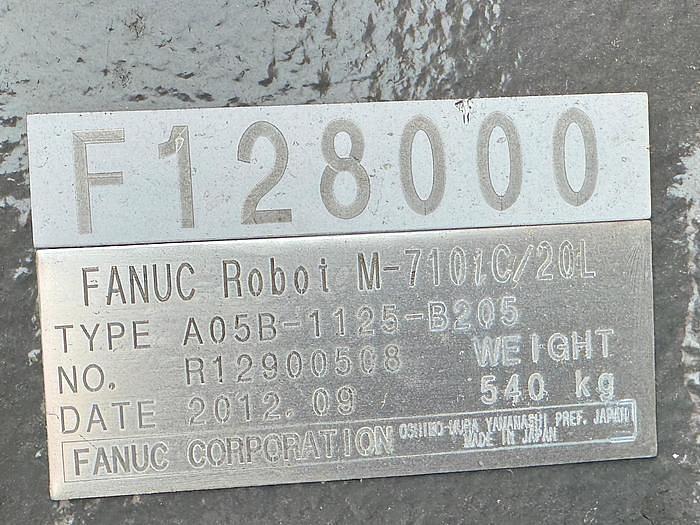 F128000
FANUC Robot M-710iC/20L
TYPE A05B-1125-B205
NO. R12900508 WEIGHT
DATE 2012.09 540 kg
FANUC CORPORATION OSHINO-MURA YAMANASHI PREF. JAPAN
MADE IN JAPAN